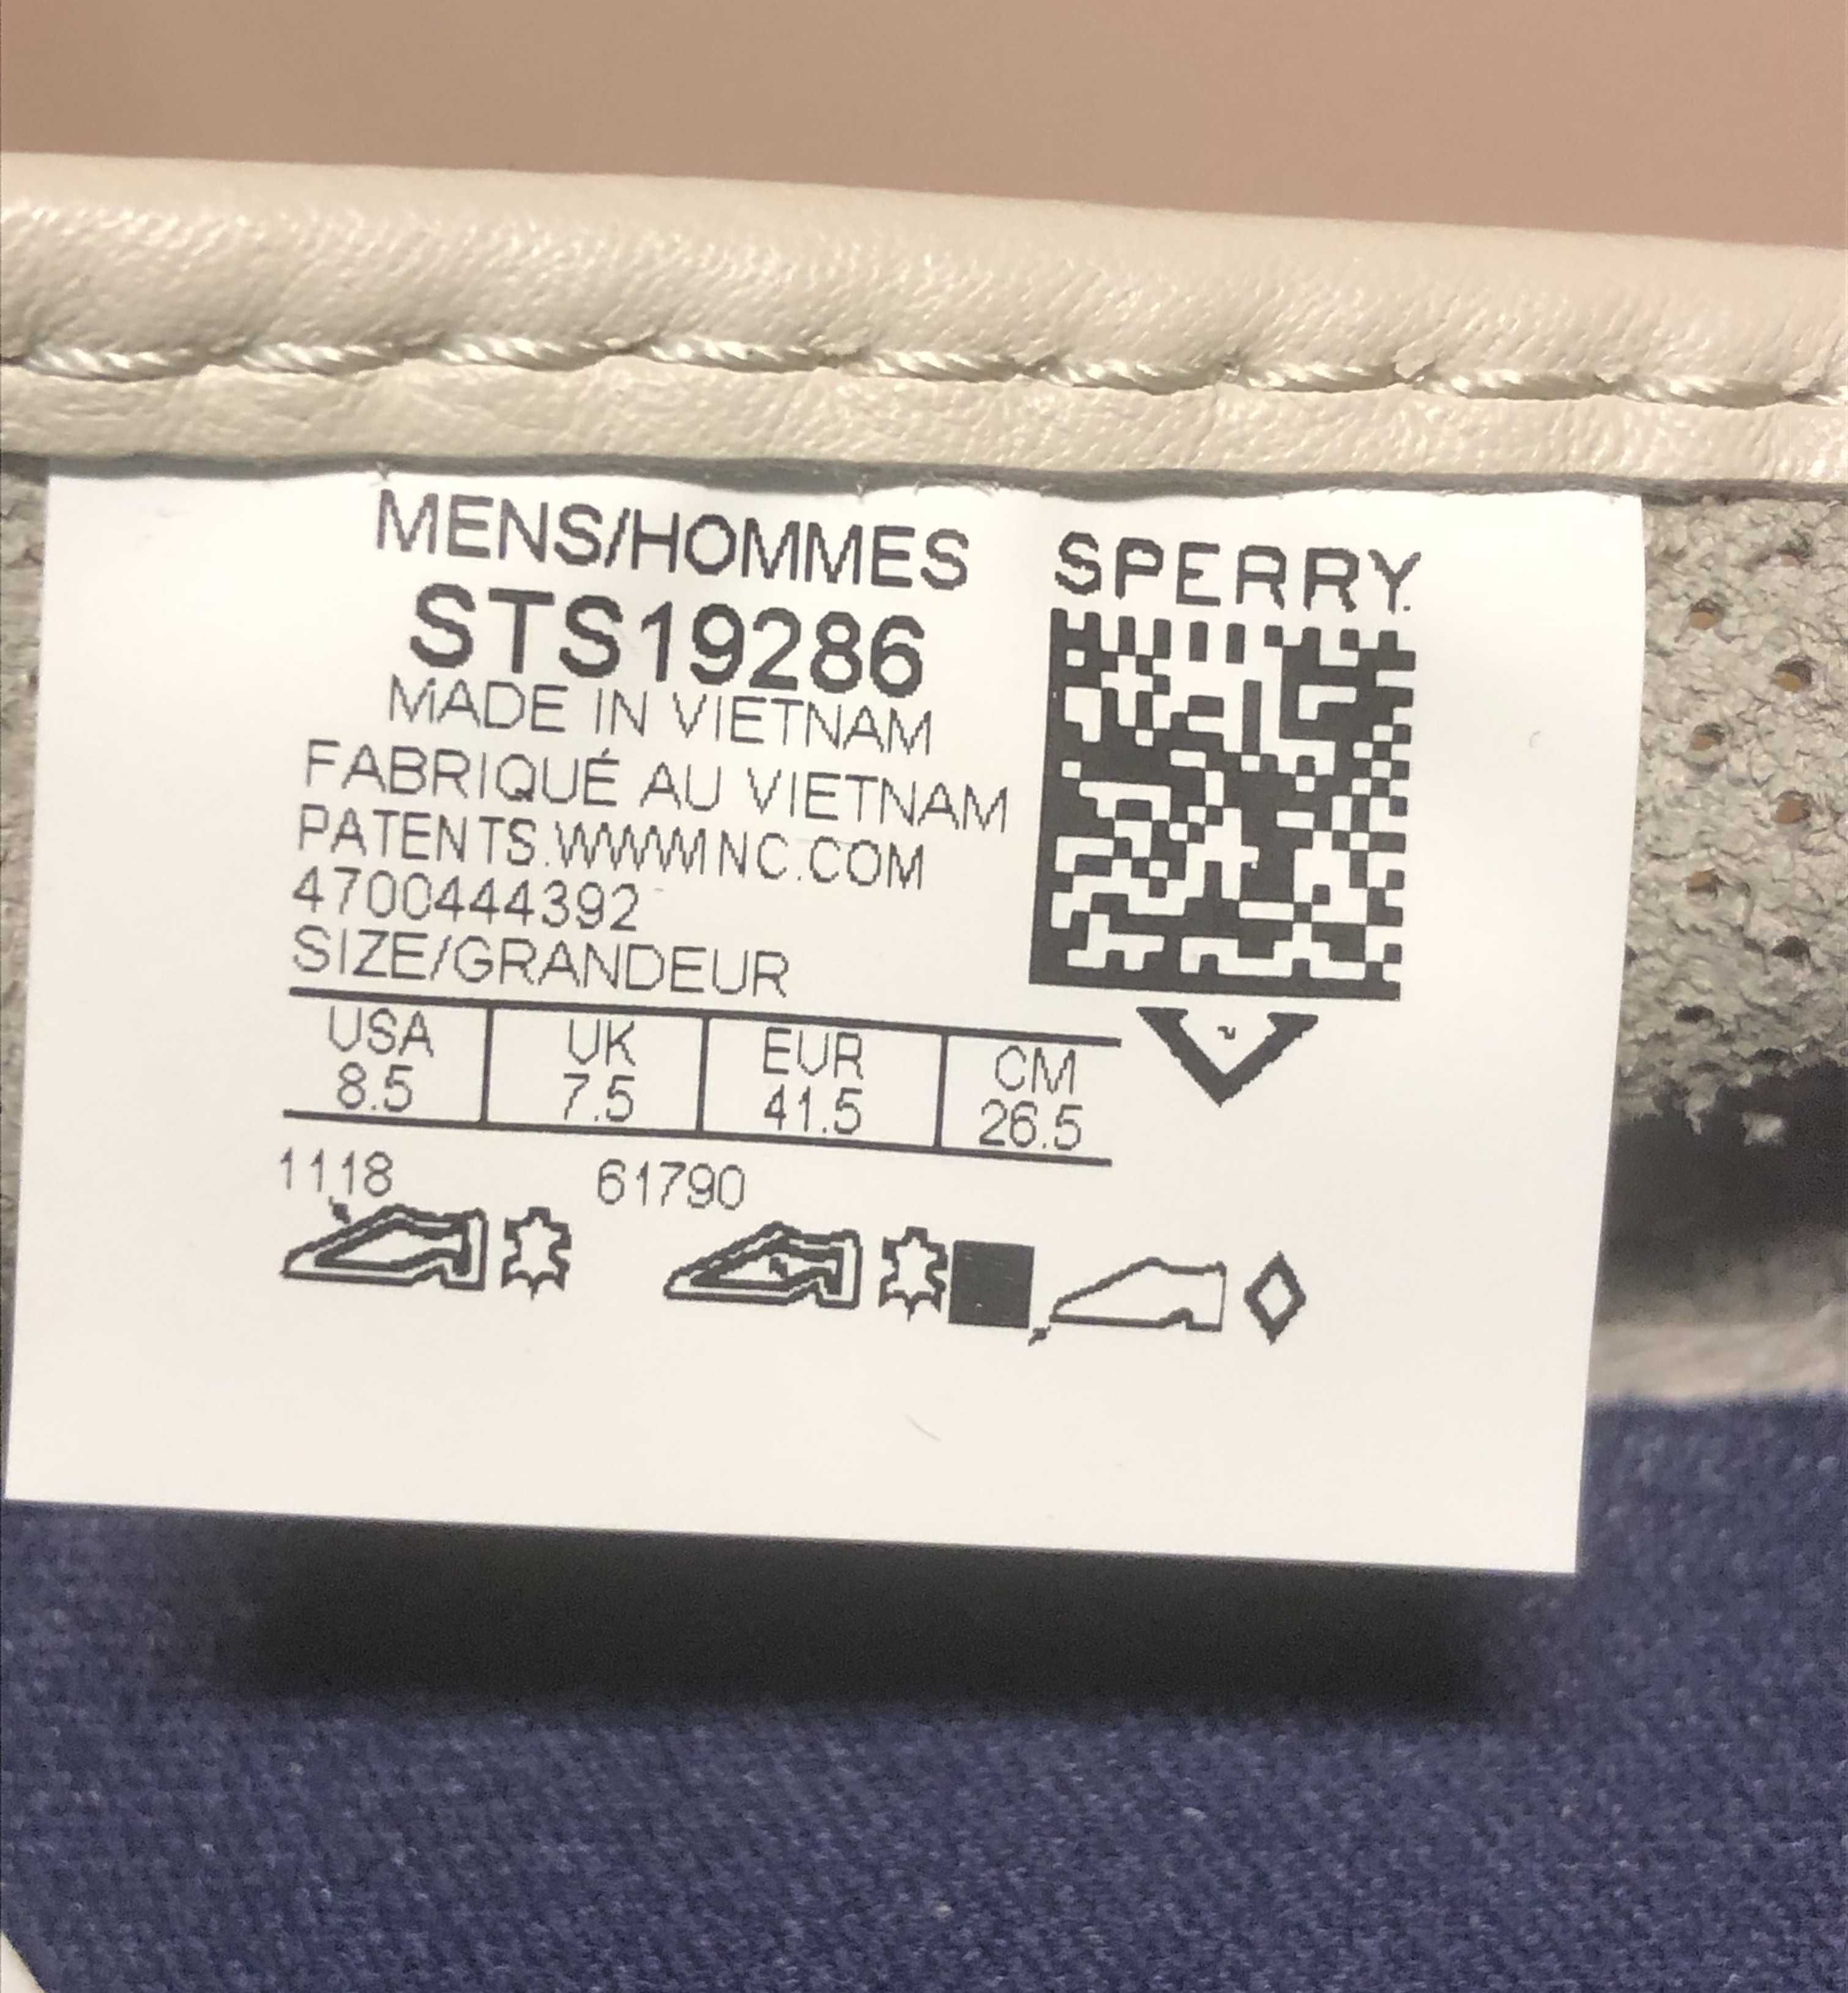 MENS/HOMMES
SPERRY.
STS19286
MADE IN VIETNAM
FABRIQUÉ AU VIETNAM
PATENTS.WWWINC.COM
4700444392
SIZE/GRANDEUR
USA UK EUR CM
8.5 7.5 41.5 26.5
1118 61790